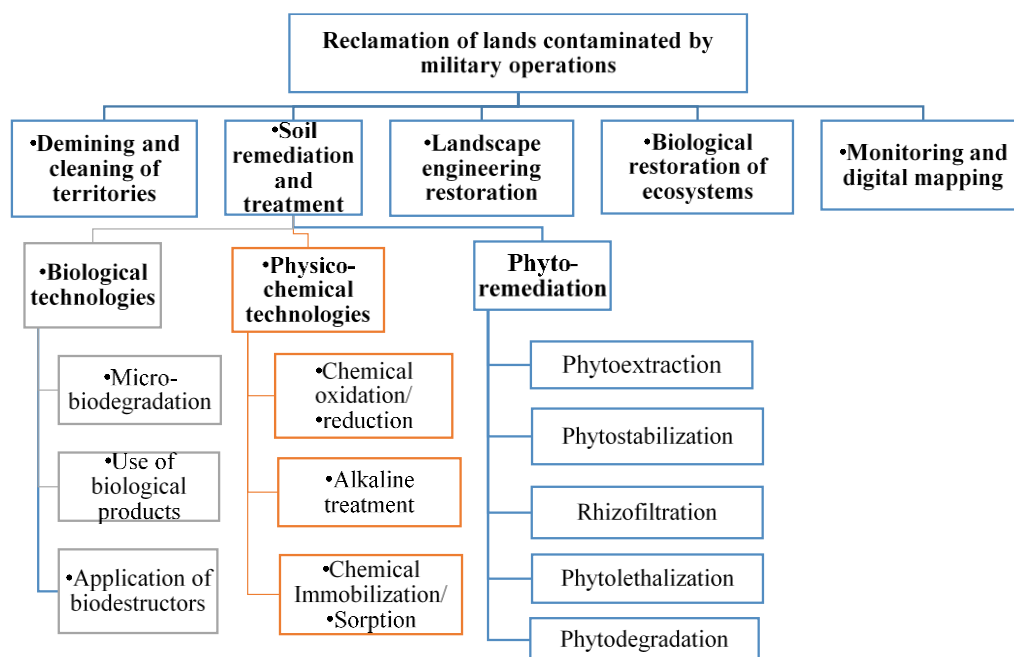 Reclamation of lands contaminated by
military operations
•Demining and
cleaning of
territories
•Soil
remediation
and
treatment
•Landscape
engineering
restoration
•Biological
restoration of
ecosystems
•Monitoring and
digital mapping
•Biological
technologies
•Physico-
chemical
technologies
Phyto-
remediation
•Micro-
biodegradation
•Use of
biological
products
•Application of
biodestructors
•Chemical
oxidation/
•reduction
•Alkaline
treatment
•Chemical
Immobilization/
•Sorption
Phytoextraction
Phytostabilization
Rhizofiltration
Phytolethalization
Phytodegradation